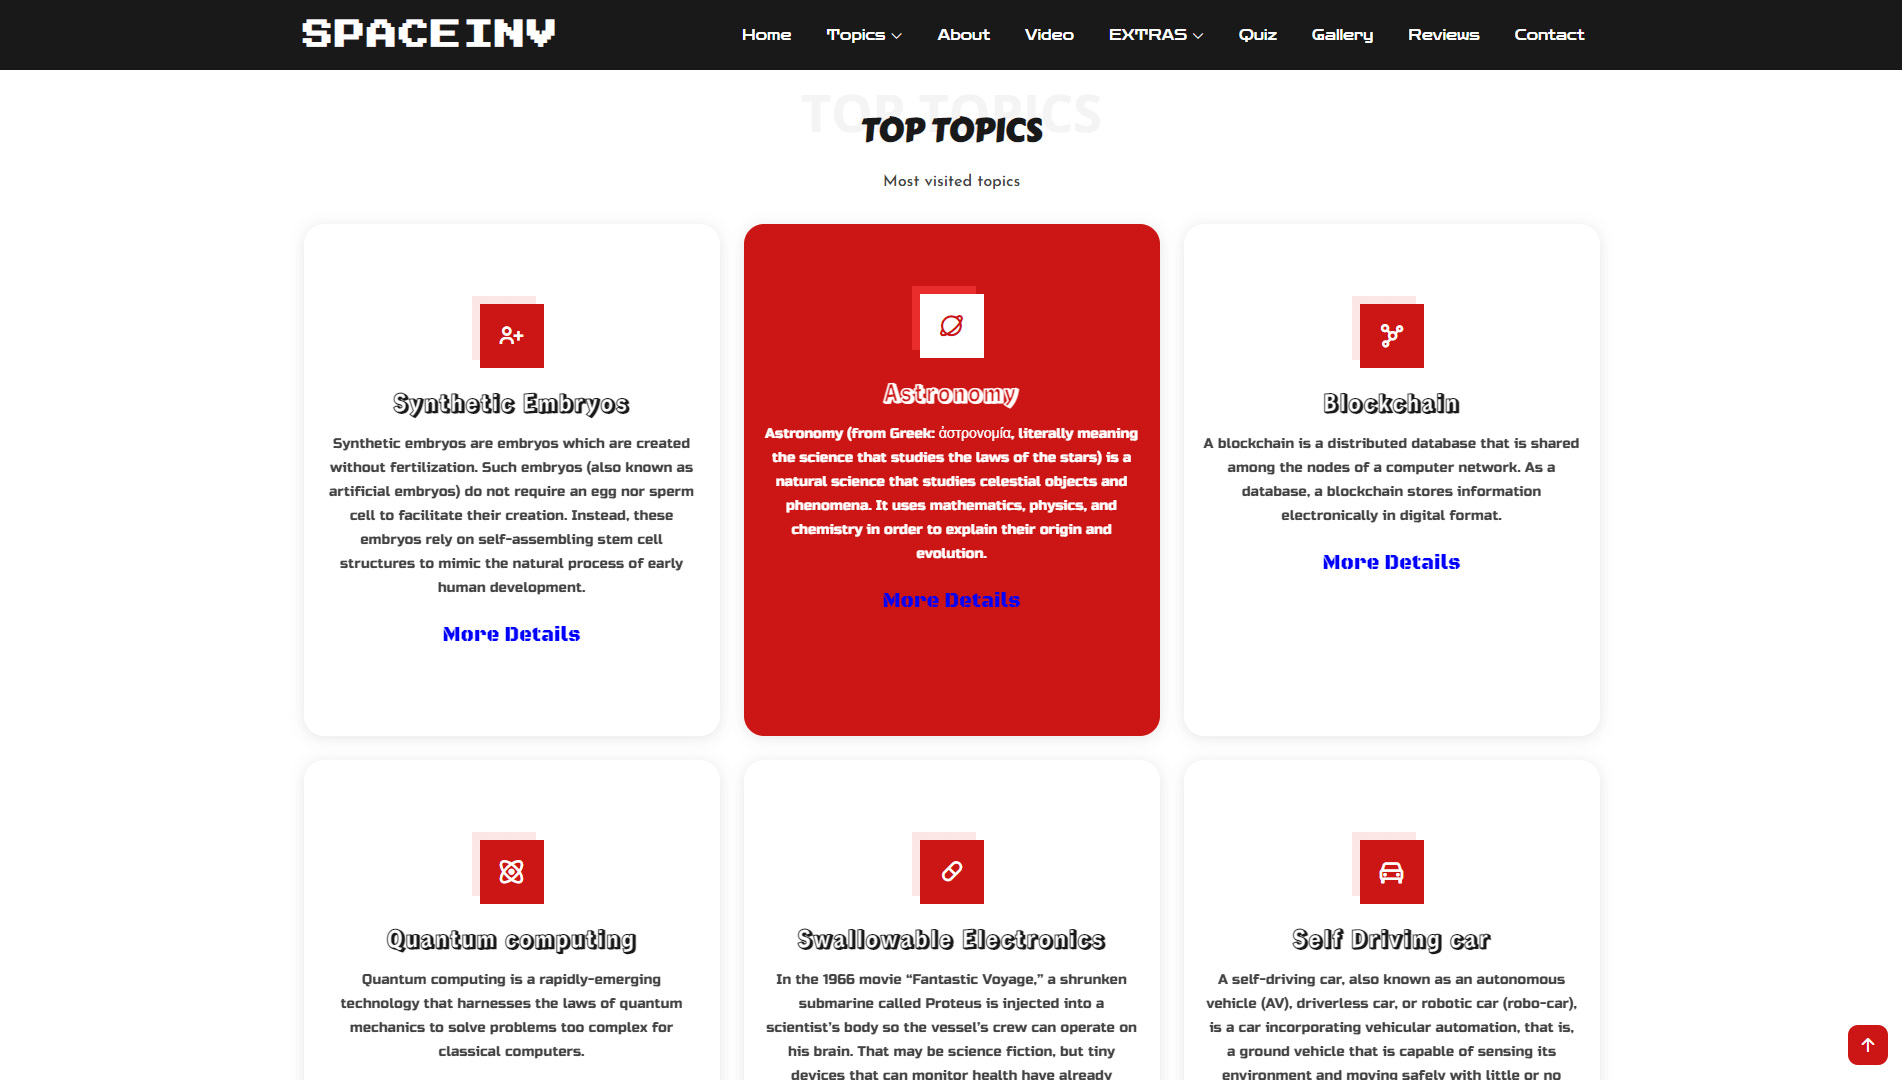 SPACEINV
Home Topics About Video EXTRAS Quiz Gallery Reviews Contact
TOP TOPICS
TOP TOPICS
Most visited topics
Synthetic Embryos
Synthetic embryos are embryos which are created
without fertilization. Such embryos (also known as
artificial embryos) do not require an egg nor sperm
cell to facilitate their creation. Instead, these
embryos rely on self-assembling stem cell
structures to mimic the natural process of early
human development.
More Details
Astronomy
Astronomy (from Greek: ἀστρονομία, literally meaning
the science that studies the laws of the stars) is a
natural science that studies celestial objects and
phenomena. It uses mathematics, physics, and
chemistry in order to explain their origin and
evolution.
More Details
Blockchain
A blockchain is a distributed database that is shared
among the nodes of a computer network. As a
database, a blockchain stores information
electronically in digital format.
More Details
Quantum computing
Quantum computing is a rapidly-emerging
technology that harnesses the laws of quantum
mechanics to solve problems too complex for
classical computers.
Swallowable Electronics
In the 1966 movie “Fantastic Voyage,” a shrunken
submarine called Proteus is injected into a
scientist’s body so the vessel’s crew can operate on
his brain. That may be science fiction, but tiny
devices that can monitor health have already
Self Driving car
A self-driving car, also known as an autonomous
vehicle (AV), driverless car, or robotic car (robo-car),
is a car incorporating vehicular automation, that is,
a ground vehicle that is capable of sensing its
environment and moving safely with little or no